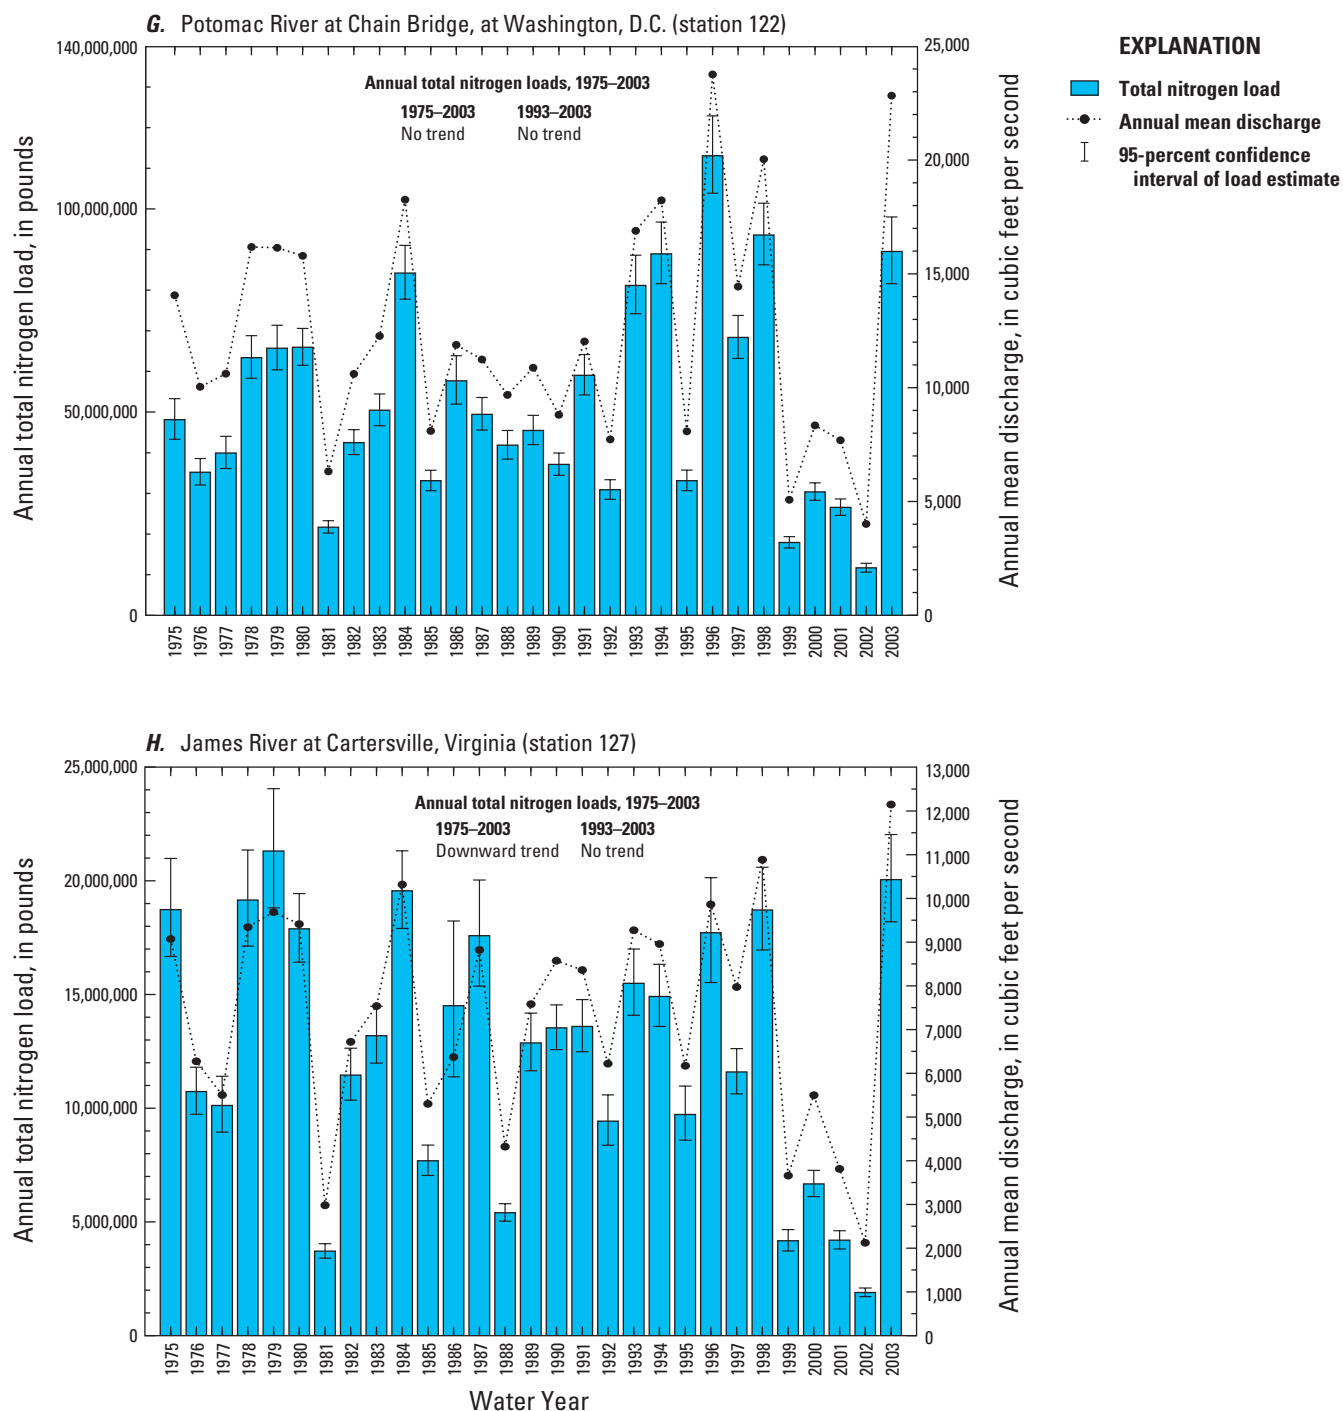 G. Potomac River at Chain Bridge, at Washington, D.C. (station 122)
140,000,000
100,000,000
50,000,000
0
Annual total nitrogen load, in pounds
Annual total nitrogen loads, 1975–2003
1975–2003 1993–2003
No trend No trend
25,000
20,000
15,000
10,000
5,000
0
Annual mean discharge, in cubic feet per second
1975 1976 1977 1978 1979 1980 1981 1982 1983 1984 1985 1986 1987 1988 1989 1990 1991 1992 1993 1994 1995 1996 1997 1998 1999 2000 2001 2002 2003
EXPLANATION
Total nitrogen load
Annual mean discharge
95-percent confidence
interval of load estimate
H. James River at Cartersville, Virginia (station 127)
25,000,000
20,000,000
15,000,000
10,000,000
5,000,000
0
Annual total nitrogen load, in pounds
Annual total nitrogen loads, 1975–2003
1975–2003 1993–2003
Downward trend No trend
13,000
12,000
11,000
10,000
9,000
8,000
7,000
6,000
5,000
4,000
3,000
2,000
1,000
0
Annual mean discharge, in cubic feet per second
1975 1976 1977 1978 1979 1980 1981 1982 1983 1984 1985 1986 1987 1988 1989 1990 1991 1992 1993 1994 1995 1996 1997 1998 1999 2000 2001 2002 2003
Water Year